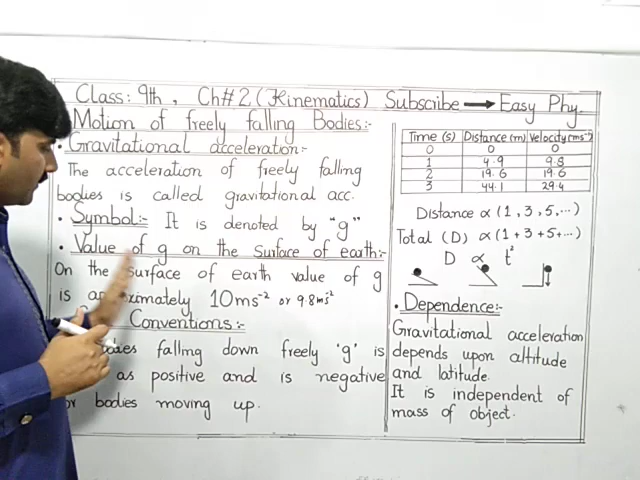 Class: 9th , Ch# 2 (Kinematics) Subscribe → Easy Phy.
Motion of freely falling Bodies:-
• Gravitational acceleration:-
The acceleration of freely falling
bodies is called gravitational acc.
• Symbol:- It is denoted by "g"
• Value of g on the surface of earth:-
On the surface of earth value of g
is approximately 10ms⁻² or 9.8ms⁻²
Conventions:-
falling down freely 'g' is
as positive and is negative
for bodies moving up.
Time (S) Distance (m) Velocity (ms⁻¹)
0 0 0
1 4.9 9.8
2 19.6 19.6
3 44.1 29.4
Distance ∝ (1, 3, 5, ...)
Total (D) ∝ (1 + 3 + 5 + ...)
D ∝ t²
• Dependence:-
Gravitational acceleration
depends upon altitude
and latitude.
It is independent of
mass of object.